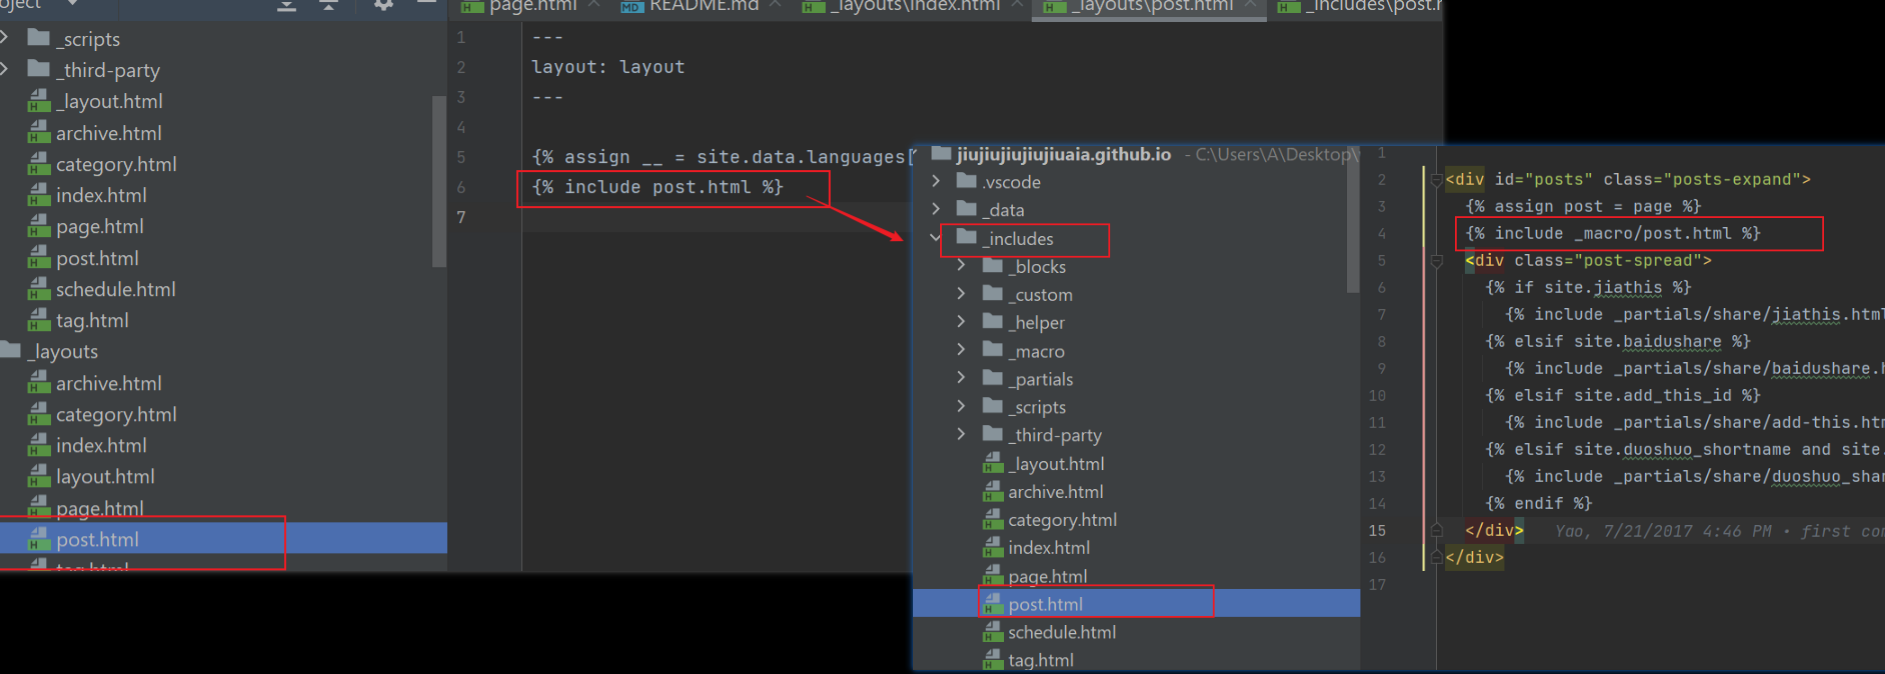 oject
_scripts
_third-party
_layout.html
archive.html
category.html
index.html
page.html
post.html
schedule.html
tag.html
_layouts
archive.html
category.html
index.html
layout.html
page.html
post.html
tag.html
page.html
README.md
_layouts\index.html
_layouts\post.html
_includes\post.h
1 ---
2 layout: layout
3 ---
4
5 {% assign __ = site.data.languages[
6 {% include post.html %}
7
jiujiujiujiujiuaia.github.io - C:\Users\A\Desktop\
.vscode
_data
_includes
_blocks
_custom
_helper
_macro
_partials
_scripts
_third-party
_layout.html
archive.html
category.html
index.html
page.html
post.html
schedule.html
tag.html
1
2 <div id="posts" class="posts-expand">
3 {% assign post = page %}
4 {% include _macro/post.html %}
5 <div class="post-spread">
6 {% if site.jiathis %}
7 {% include _partials/share/jiathis.html
8 {% elsif site.baidushare %}
9 {% include _partials/share/baidushare.h
10 {% elsif site.add_this_id %}
11 {% include _partials/share/add-this.htm
12 {% elsif site.duoshuo_shortname and site.
13 {% include _partials/share/duoshuo_shar
14 {% endif %}
15 </div> Yao, 7/21/2017 4:46 PM • first com
16 </div>
17